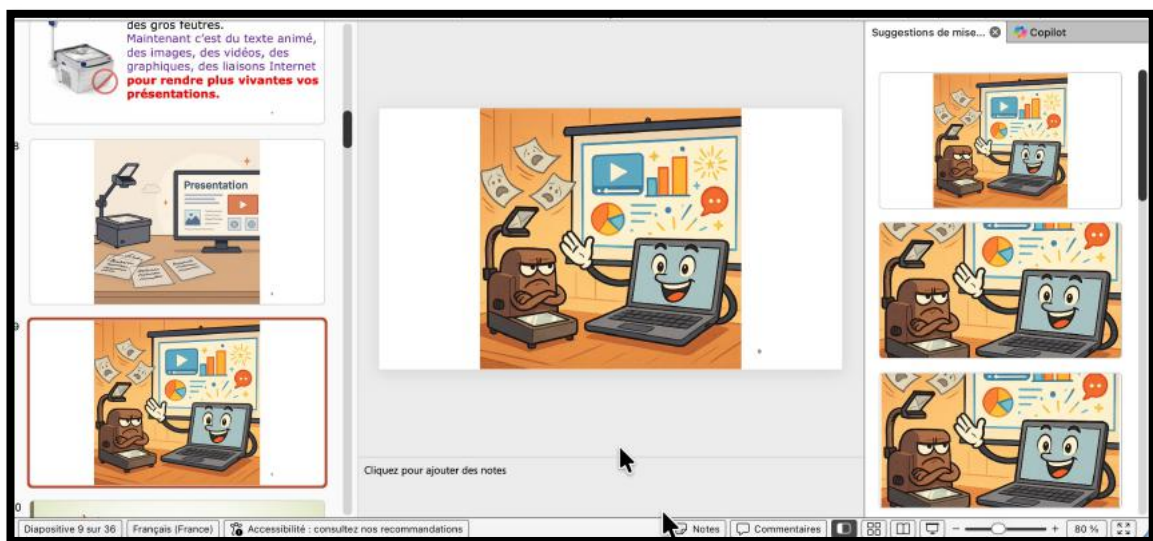 des gros feutres.
Maintenant c'est du texte animé,
des images, des vidéos, des
graphiques, des liaisons Internet
pour rendre plus vivantes vos
présentations.
8
Presentation
9
0
Cliquez pour ajouter des notes
Suggestions de mise...
Copilot
Diapositive 9 sur 36
Français (France)
Accessibilité : consultez nos recommandations
Notes
Commentaires
80 %